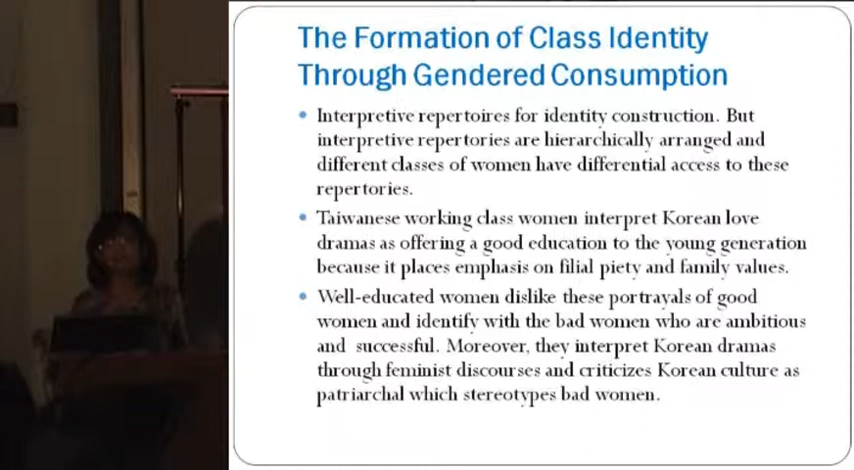 The Formation of Class Identity
Through Gendered Consumption
• Interpretive repertoires for identity construction. But
interpretive repertories are hierarchically arranged and
different classes of women have differential access to these
repertories.
• Taiwanese working class women interpret Korean love
dramas as offering a good education to the young generation
because it places emphasis on filial piety and family values.
• Well-educated women dislike these portrayals of good
women and identify with the bad women who are ambitious
and successful. Moreover, they interpret Korean dramas
through feminist discourses and criticizes Korean culture as
patriarchal which stereotypes bad women.